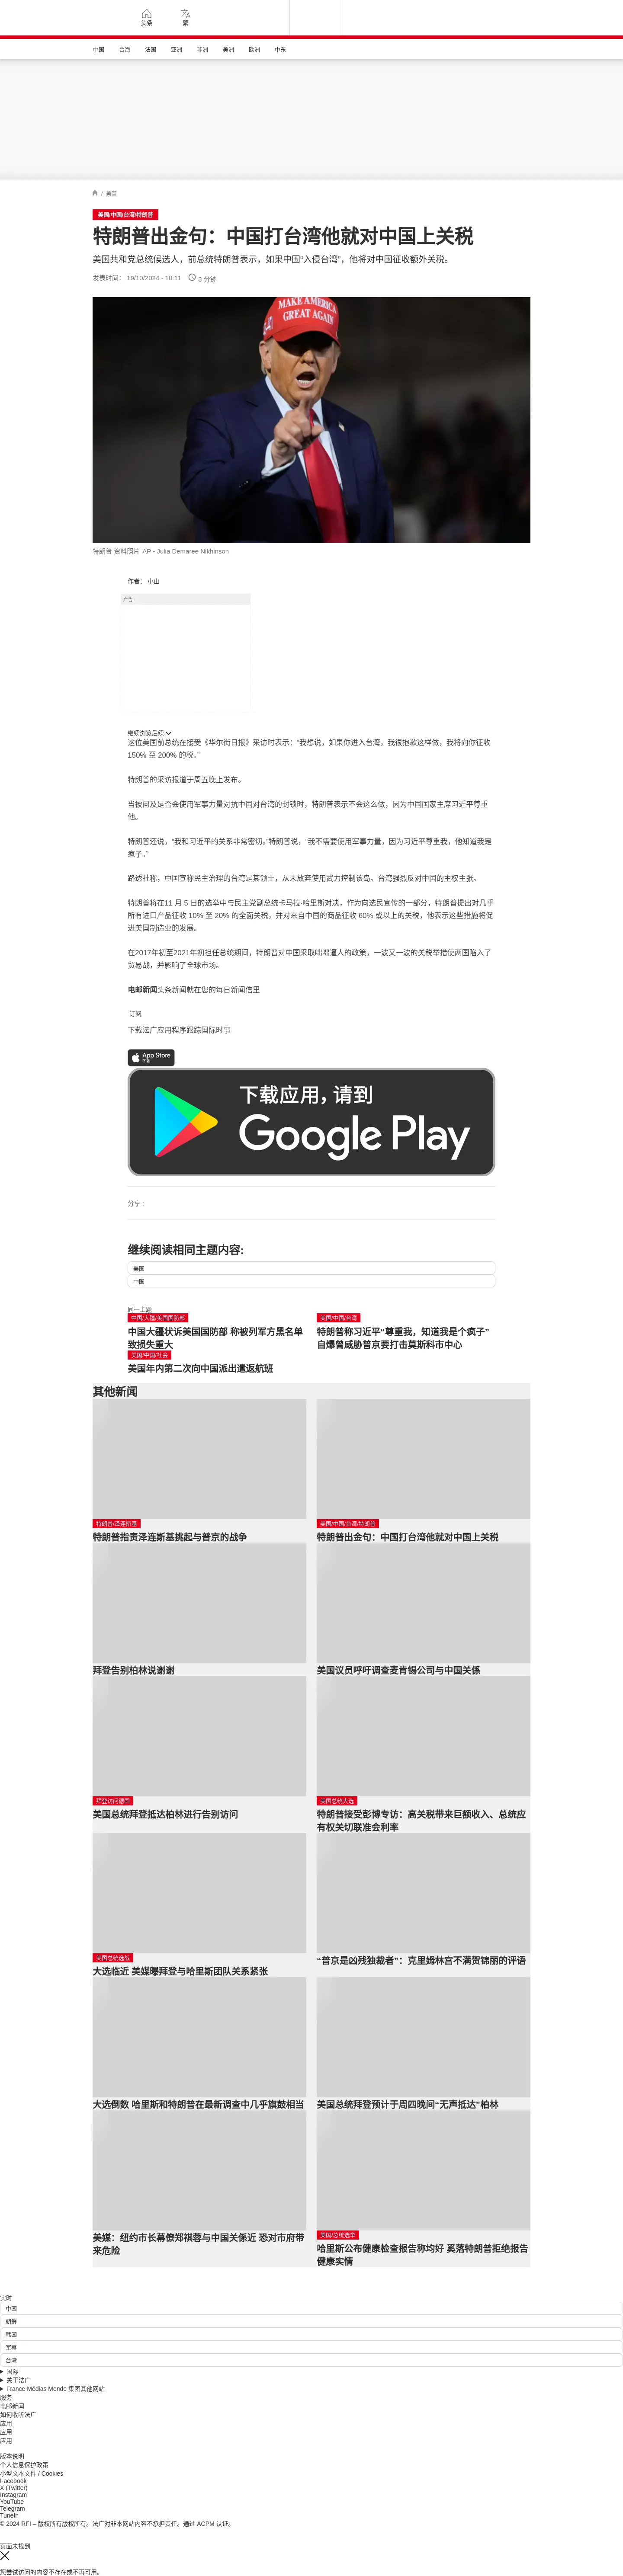 头条
繁
中国 台海 法国 亚洲 非洲 美洲 欧洲 中东
/ 美国
美国/中国/台湾/特朗普
特朗普出金句：中国打台湾他就对中国上关税
美国共和党总统候选人，前总统特朗普表示，如果中国“入侵台湾”，他将对中国征收额外关税。
发表时间： 19/10/2024 - 10:11 3 分钟
MAKE AMERICA
GREAT AGAIN
特朗普 资料照片 AP - Julia Demaree Nikhinson
作者： 小山
广告
继续浏览后续
这位美国前总统在接受《华尔街日报》采访时表示：“我想说，如果你进入台湾，我很抱歉这样做，我将向你征收
150% 至 200% 的税。”
特朗普的采访报道于周五晚上发布。
当被问及是否会使用军事力量对抗中国对台湾的封锁时，特朗普表示不会这么做，因为中国国家主席习近平尊重
他。
特朗普还说，“我和习近平的关系非常密切。”特朗普说，“我不需要使用军事力量，因为习近平尊重我，他知道我是
疯子。”
路透社称，中国宣称民主治理的台湾是其领土，从未放弃使用武力控制该岛。台湾强烈反对中国的主权主张。
特朗普将在11 月 5 日的选举中与民主党副总统卡马拉·哈里斯对决，作为向选民宣传的一部分，特朗普提出对几乎
所有进口产品征收 10% 至 20% 的全面关税，并对来自中国的商品征收 60% 或以上的关税，他表示这些措施将促
进美国制造业的发展。
在2017年初至2021年初担任总统期间，特朗普对中国采取咄咄逼人的政策，一波又一波的关税举措使两国陷入了
贸易战，并影响了全球市场。
电邮新闻头条新闻就在您的每日新闻信里
订阅
下载法广应用程序跟踪国际时事
App Store
下载
下载应用，请到
Google Play
分享 :
继续阅读相同主题内容:
美国
中国
同一主题
中国/大疆/美国国防部
中国大疆状诉美国国防部 称被列军方黑名单
致损失重大
美国/中国/台湾
特朗普称习近平“尊重我，知道我是个疯子”
自爆曾威胁普京要打击莫斯科市中心
美国/中国/社会
美国年内第二次向中国派出遣返航班
其他新闻
特朗普/泽连斯基
特朗普指责泽连斯基挑起与普京的战争
美国/中国/台湾/特朗普
特朗普出金句：中国打台湾他就对中国上关税
拜登告别柏林说谢谢
美国议员呼吁调查麦肯锡公司与中国关係
拜登访问德国
美国总统拜登抵达柏林进行告别访问
美国总统大选
特朗普接受彭博专访：高关税带来巨额收入、总统应
有权关切联准会利率
美国总统选战
大选临近 美媒曝拜登与哈里斯团队关系紧张
“普京是凶残独裁者”：克里姆林宫不满贺锦丽的评语
大选倒数 哈里斯和特朗普在最新调查中几乎旗鼓相当
美国总统拜登预计于周四晚间“无声抵达”柏林
美媒：纽约市长幕僚郑祺蓉与中国关係近 恐对市府带
来危险
美国/总统选举
哈里斯公布健康检查报告称均好 奚落特朗普拒绝报告
健康实情
实时
中国
朝鲜
韩国
军事
台湾
国际
关于法广
France Médias Monde 集团其他网站
服务
电邮新闻
如何收听法广
应用
应用
应用
版本说明
个人信息保护政策
小型文本文件 / Cookies
Facebook
X (Twitter)
Instagram
YouTube
Telegram
TuneIn
© 2024 RFI – 版权所有版权所有。法广对非本网站内容不承担责任。通过 ACPM 认证。
页面未找到
您尝试访问的内容不存在或不再可用。